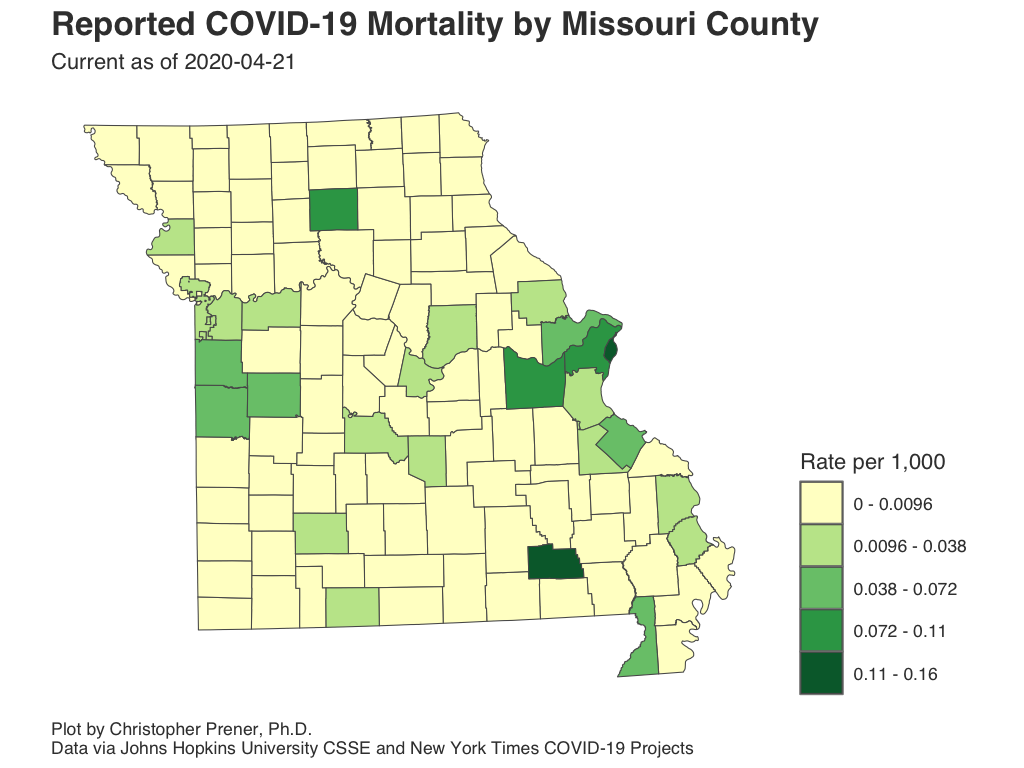 Reported COVID-19 Mortality by Missouri County
Current as of 2020-04-21
Rate per 1,000
0 - 0.0096
0.0096 - 0.038
0.038 - 0.072
0.072 - 0.11
0.11 - 0.16
Plot by Christopher Prener, Ph.D.
Data via Johns Hopkins University CSSE and New York Times COVID-19 Projects